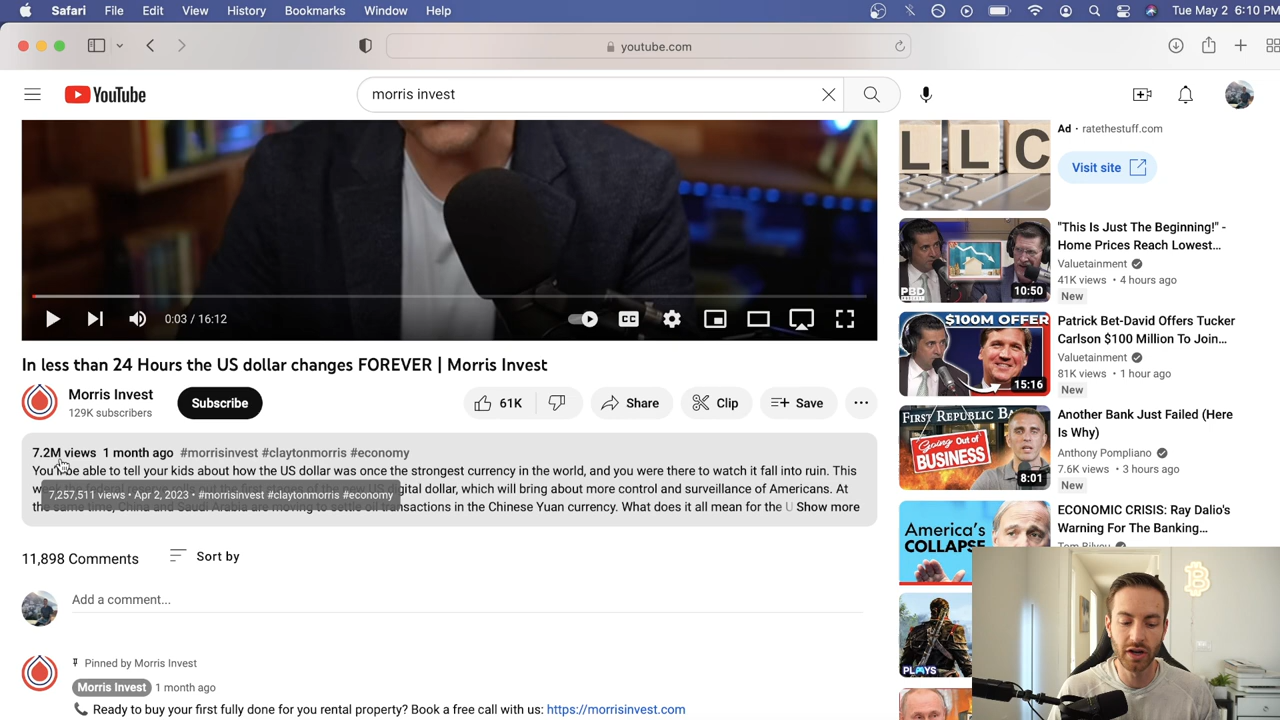 Safari File Edit View History Bookmarks Window Help Tue May 2 6:10 PM
youtube.com
YouTube
morris invest
Ad · ratethestuff.com
Visit site
LLC
"This Is Just The Beginning!" -
Home Prices Reach Lowest...
Valuetainment
41K views • 4 hours ago
New
PBD
10:50
$100M OFFER
Patrick Bet-David Offers Tucker
Carlson $100 Million To Join...
Valuetainment
81K views • 1 hour ago
New
15:16
0:03 / 16:12
CC
In less than 24 Hours the US dollar changes FOREVER | Morris Invest
Morris Invest
129K subscribers
Subscribe
61K
Share
Clip
Save
FIRST REPUBLIC BA
Going Out of
BUSINESS
8:01
Another Bank Just Failed (Here
Is Why)
Anthony Pompliano
7.6K views • 3 hours ago
New
7.2M views 1 month ago #morrisinvest #claytonmorris #economy
be able to tell your kids about how the US dollar was once the strongest currency in the world, and you were there to watch it fall into ruin. This
7,257,511 views • Apr 2, 2023 • #morrisinvest #claytonmorris #economy
digital dollar, which will bring about more control and surveillance of Americans. At
transactions in the Chinese Yuan currency. What does it all mean for the U Show more
America's
COLLAPSE
ECONOMIC CRISIS: Ray Dalio's
Warning For The Banking...
Tom Bilyeu
11,898 Comments
Sort by
Add a comment...
PLAYS
Pinned by Morris Invest
Morris Invest 1 month ago
Ready to buy your first fully done for you rental property? Book a free call with us: https://morrisinvest.com